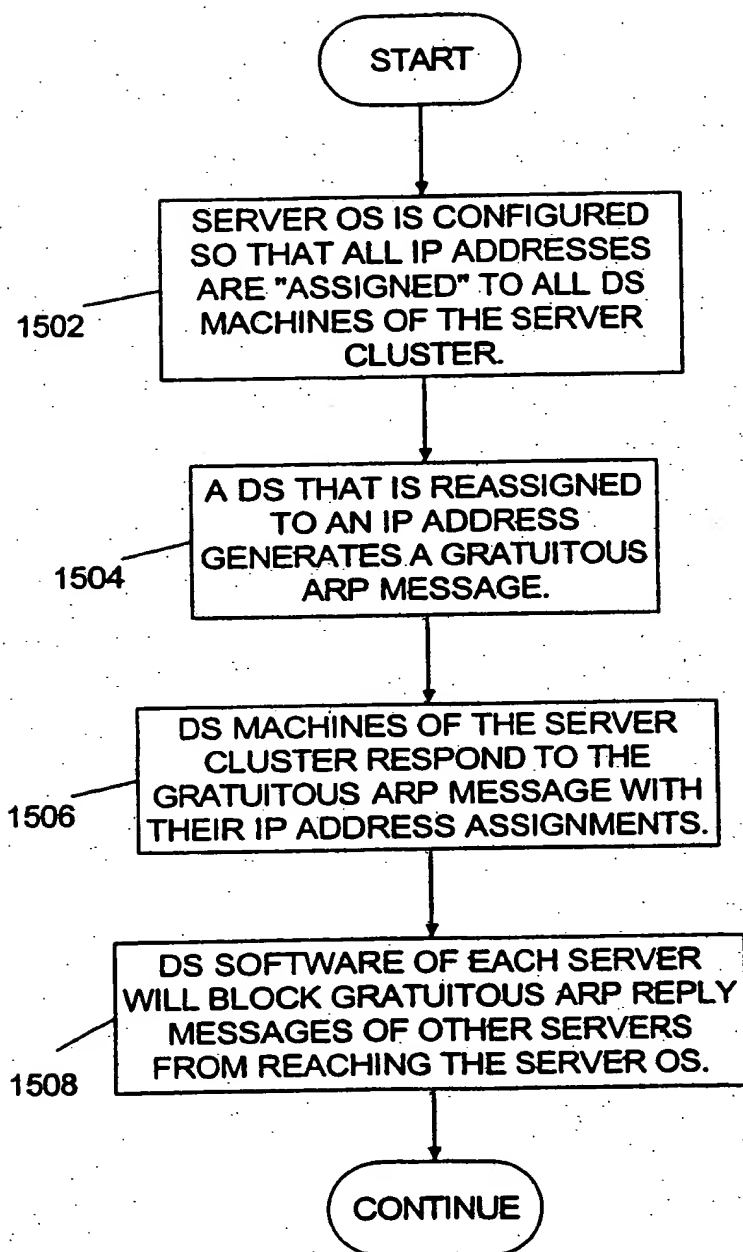 START
1502
SERVER OS IS CONFIGURED
SO THAT ALL IP ADDRESSES
ARE "ASSIGNED" TO ALL DS
MACHINES OF THE SERVER
CLUSTER.
1504
A DS THAT IS REASSIGNED
TO AN IP ADDRESS
GENERATES A GRATUITOUS
ARP MESSAGE.
1506
DS MACHINES OF THE SERVER
CLUSTER RESPOND TO THE
GRATUITOUS ARP MESSAGE WITH
THEIR IP ADDRESS ASSIGNMENTS.
1508
DS SOFTWARE OF EACH SERVER
WILL BLOCK GRATUITOUS ARP REPLY
MESSAGES OF OTHER SERVERS
FROM REACHING THE SERVER OS.
CONTINUE